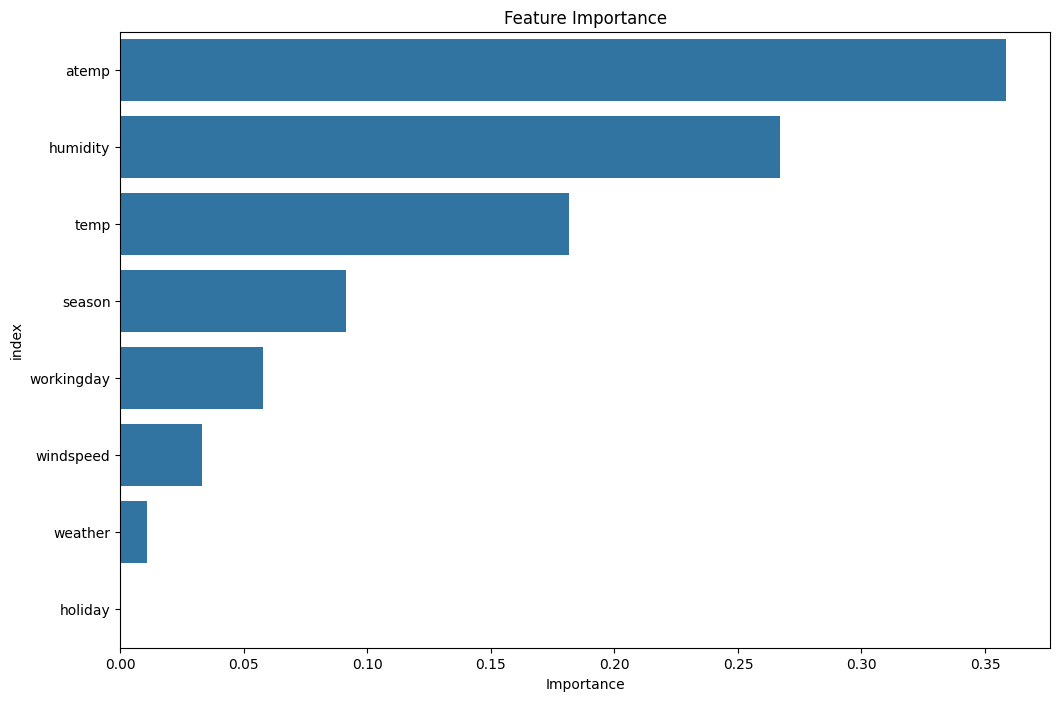 Feature Importance
atemp
humidity
temp
season
workingday
windspeed
weather
holiday
index
0.00 0.05 0.10 0.15 0.20 0.25 0.30 0.35
Importance